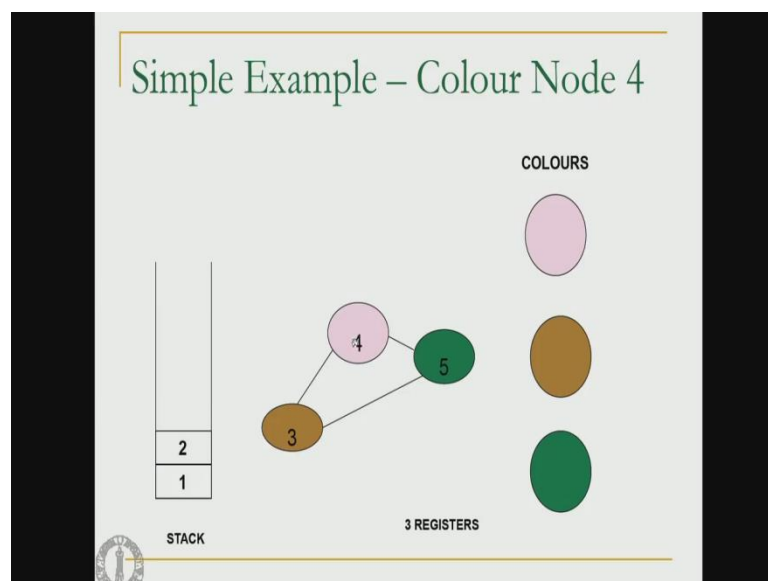 Simple Example – Colour Node 4
COLOURS
4
5
3
2
1
STACK
3 REGISTERS